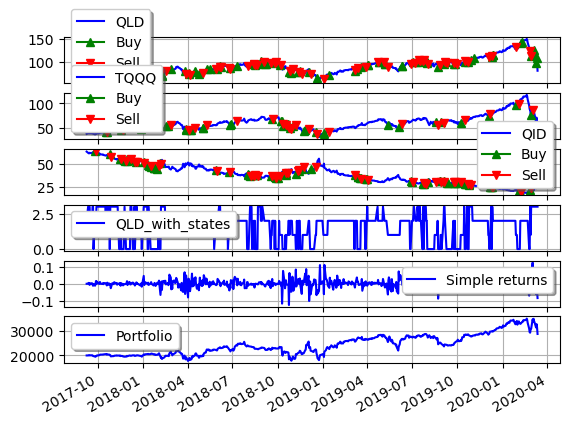 QLD
Buy
Sell
150
100
TQQQ
Buy
Sell
100
50
QID
Buy
Sell
50
25
2.5
0.0
QLD_with_states
0.1
0.0
−0.1
Simple returns
30000
20000
Portfolio
2017-10
2018-01
2018-04
2018-07
2018-10
2019-01
2019-04
2019-07
2019-10
2020-01
2020-04